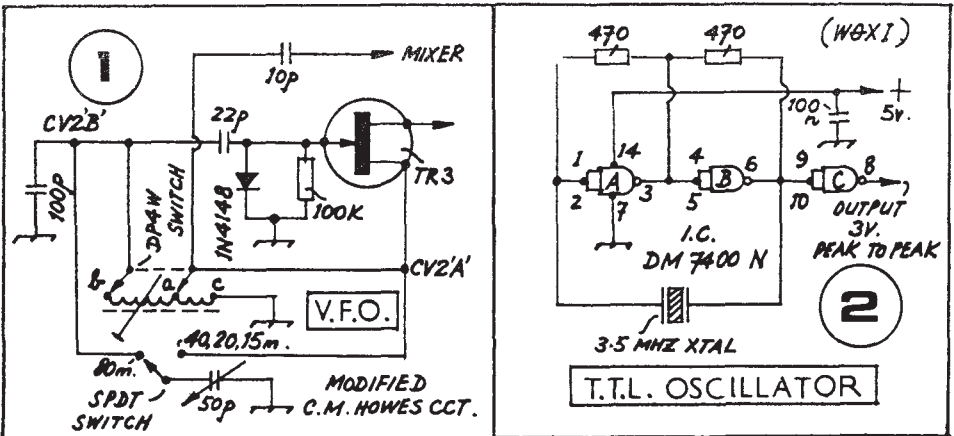 1
10p
MIXER
CV2'B'
22p
TR3
100p
DP4W
SWITCH
1N4148
100K
CV2'A'
b
a
c
V.F.O.
40,20,15m.
80m.
SPDT
SWITCH
50p
MODIFIED
C.M. HOWES CCT.
470
470
(WØXI)
+
5v.
100
n
1
14
2
A
3
7
4
5
B
6
9
10
C
8
OUTPUT
3V.
PEAK TO PEAK
I.C.
DM 7400 N
3.5 MHZ XTAL
2
T.T.L. OSCILLATOR